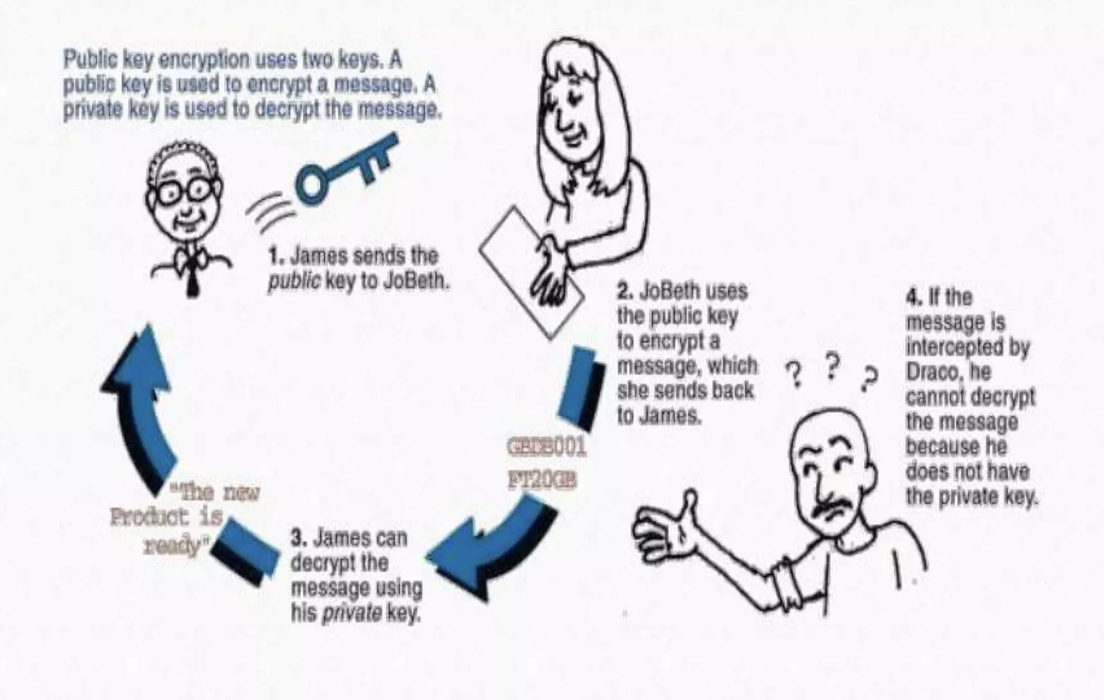 Public key encryption uses two keys. A
public key is used to encrypt a message. A
private key is used to decrypt the message.
1. James sends the
public key to JoBeth.
2. JoBeth uses
the public key
to encrypt a
message, which
she sends back
to James.
GBDB001
FT20GB
3. James can
decrypt the
message using
his private key.
"The new
Product is
ready"
? ? ?
4. If the
message is
intercepted by
Draco, he
cannot decrypt
the message
because he
does not have
the private key.